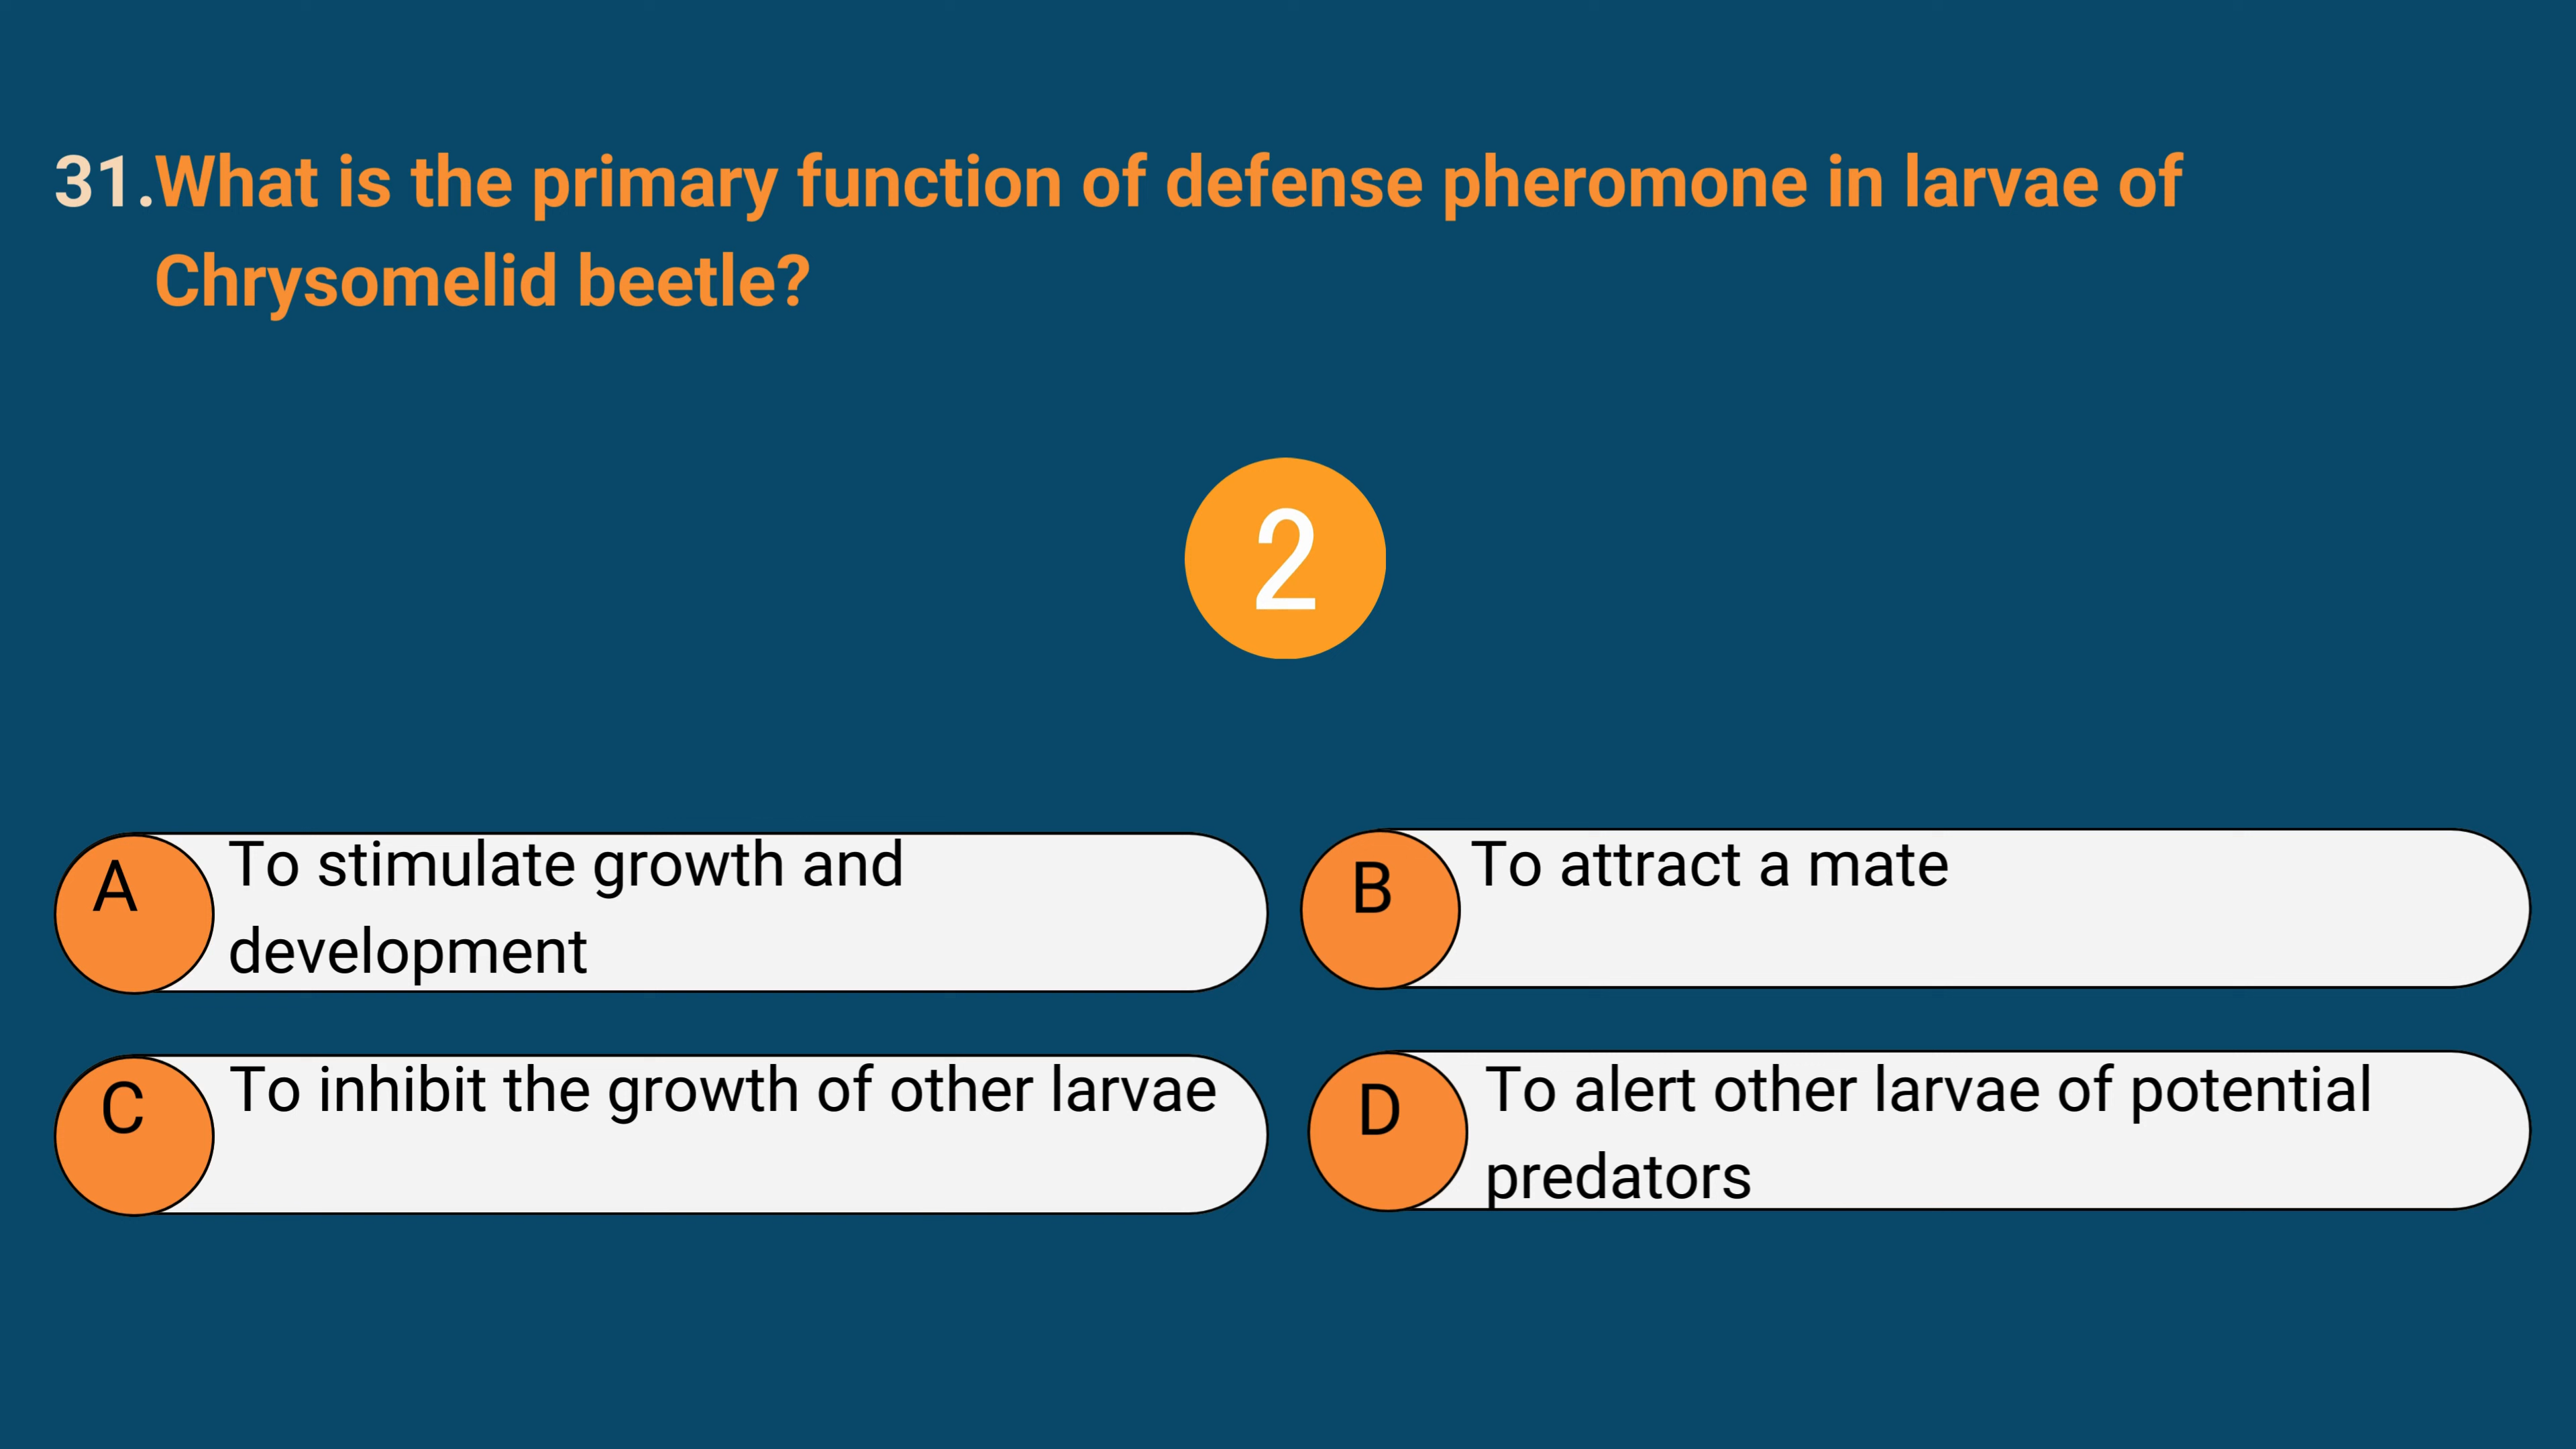 31.What is the primary function of defense pheromone in larvae of
Chrysomelid beetle?
2
A
To stimulate growth and
development
B
To attract a mate
C
To inhibit the growth of other larvae
D
To alert other larvae of potential
predators